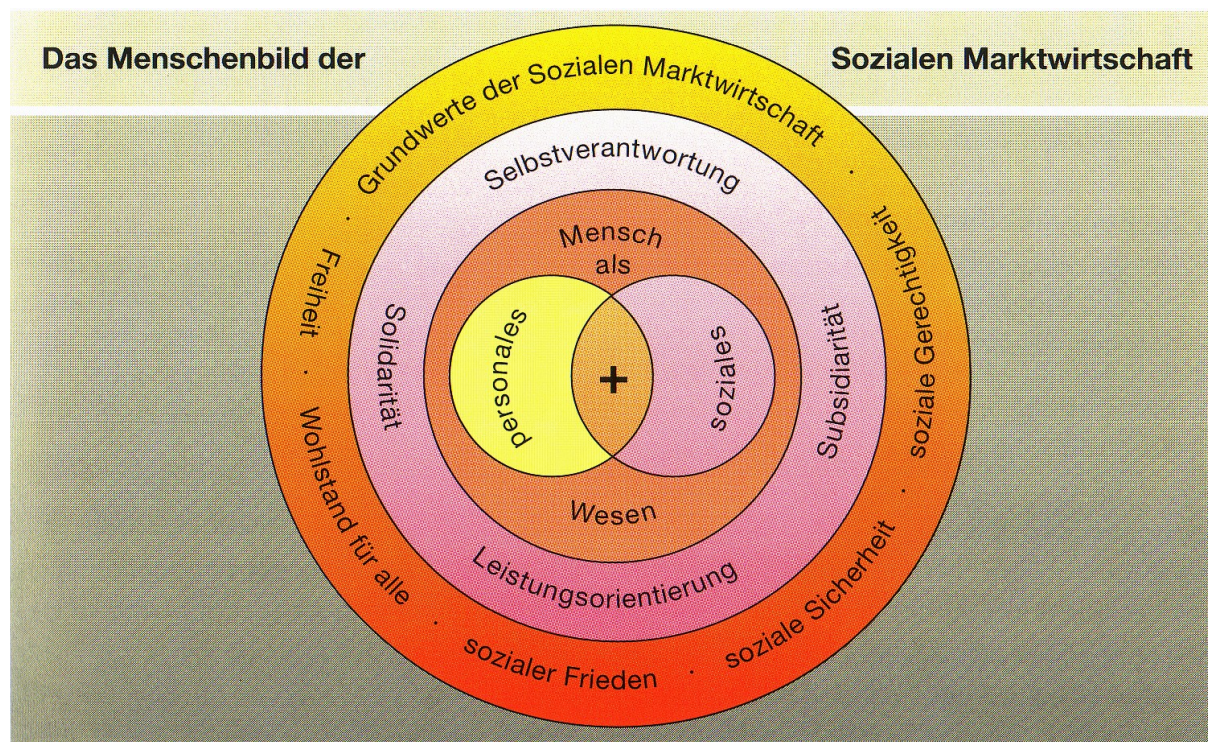 Das Menschenbild der Sozialen Marktwirtschaft
Grundwerte der Sozialen Marktwirtschaft
·
soziale Gerechtigkeit
·
soziale Sicherheit
·
sozialer Frieden
·
Wohlstand für alle
·
Freiheit
·
Selbstverantwortung
Subsidiarität
Leistungsorientierung
Solidarität
Mensch
als
personales
+
soziales
Wesen